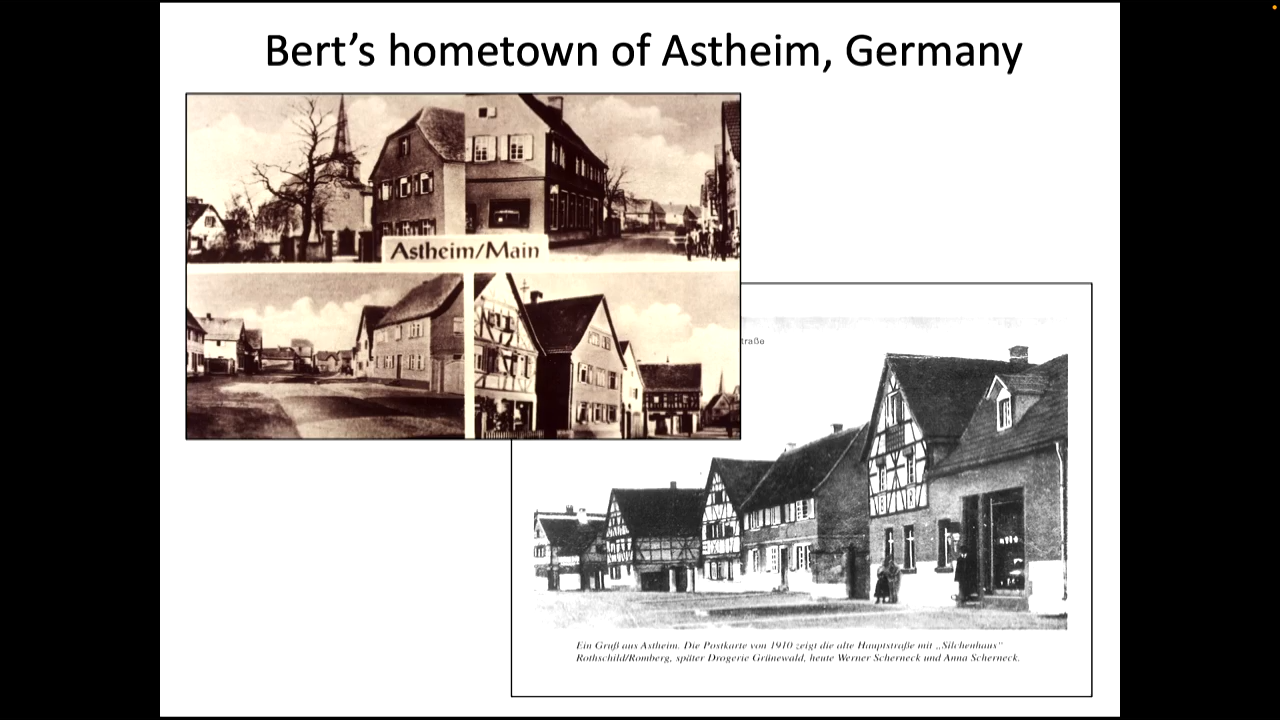 Bert’s hometown of Astheim, Germany
Astheim/Main
traße
Ein Gruß aus Astheim. Die Postkarte von 1910 zeigt die alte Hauptstraße mit „Silchenhaus“
Rothschild/Romberg, später Drogerie Grünewald, heute Werner Scherneck und Anna Scherneck.